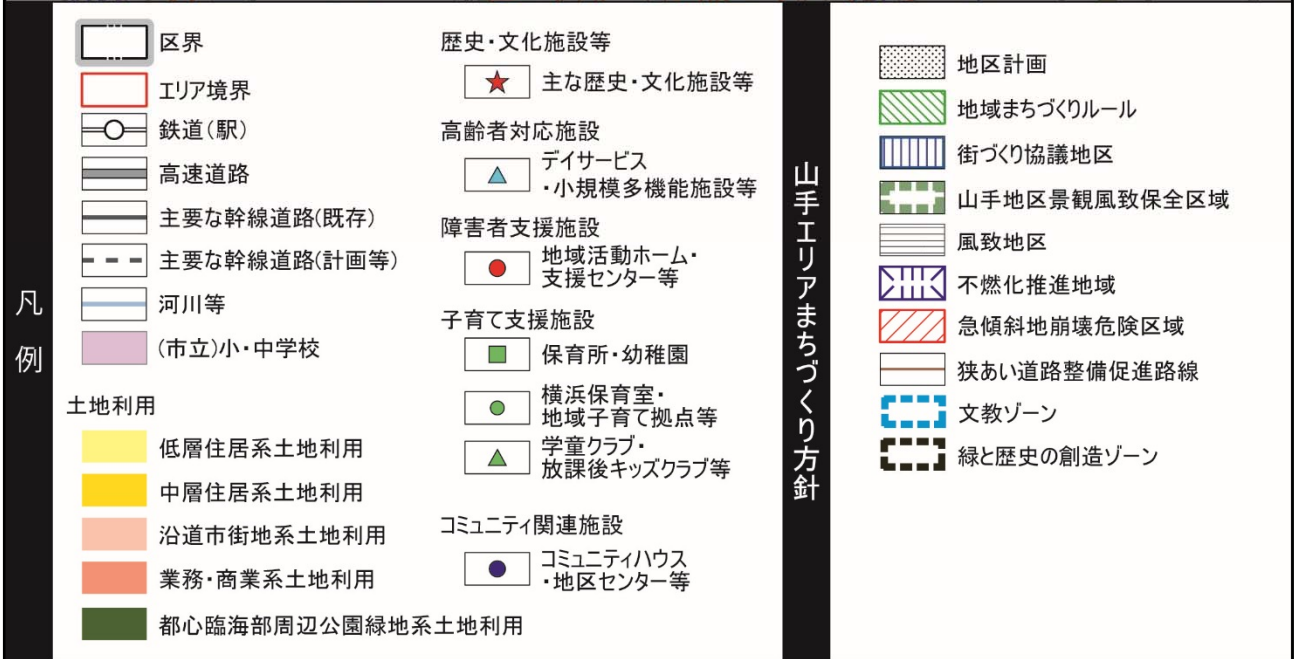 凡例
区界
エリア境界
鉄道(駅)
高速道路
主要な幹線道路(既存)
主要な幹線道路(計画等)
河川等
(市立)小・中学校
土地利用
低層住居系土地利用
中層住居系土地利用
沿道市街地系土地利用
業務・商業系土地利用
都心臨海部周辺公園緑地系土地利用
歴史・文化施設等
主な歴史・文化施設等
高齢者対応施設
デイサービス
・小規模多機能施設等
障害者支援施設
地域活動ホーム・
支援センター等
子育て支援施設
保育所・幼稚園
横浜保育室・
地域子育て拠点等
学童クラブ・
放課後キッズクラブ等
コミュニティ関連施設
コミュニティハウス
・地区センター等
山手エリアまちづくり方針
地区計画
地域まちづくりルール
街づくり協議地区
山手地区景観風致保全区域
風致地区
不燃化推進地域
急傾斜地崩壊危険区域
狭あい道路整備促進路線
文教ゾーン
緑と歴史の創造ゾーン